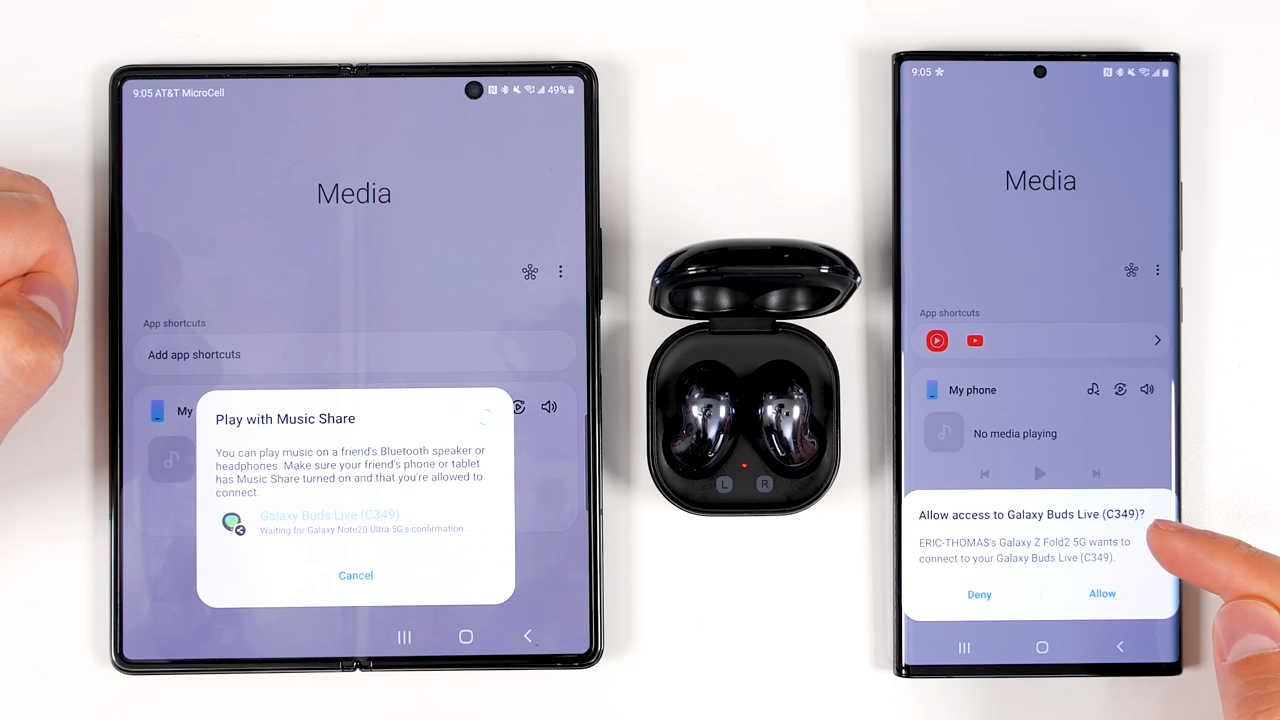 9:05 AT&T MicroCell
49%
Media
App shortcuts
Add app shortcuts
My
Play with Music Share
You can play music on a friend's Bluetooth speaker or
headphones. Make sure your friend's phone or tablet
has Music Share turned on and that you're allowed to
connect.
Galaxy Buds Live (C349)
Waiting for Galaxy Note20 Ultra 5G's confirmation.
Cancel
L
R
9:05
Media
App shortcuts
My phone
No media playing
Allow access to Galaxy Buds Live (C349)?
ERIC-THOMAS's Galaxy Z Fold2 5G wants to
connect to your Galaxy Buds Live (C349).
Deny
Allow